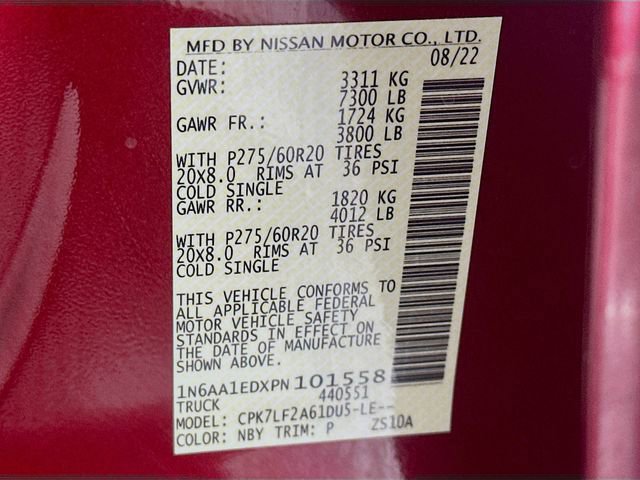 MFD BY NISSAN MOTOR CO., LTD.
DATE: 08/22
GVWR: 3311 KG
7300 LB
GAWR FR.: 1724 KG
3800 LB
WITH P275/60R20 TIRES
20X8.0 RIMS AT 36 PSI
COLD SINGLE
GAWR RR.: 1820 KG
4012 LB
WITH P275/60R20 TIRES
20X8.0 RIMS AT 36 PSI
COLD SINGLE
THIS VEHICLE CONFORMS TO
ALL APPLICABLE FEDERAL
MOTOR VEHICLE SAFETY
STANDARDS IN EFFECT ON
THE DATE OF MANUFACTURE
SHOWN ABOVE.
1N6AA1EDXPN101558
TRUCK 440551
MODEL: CPK7LF2A61DU5-LE--
COLOR: NBY TRIM: P ZS10A